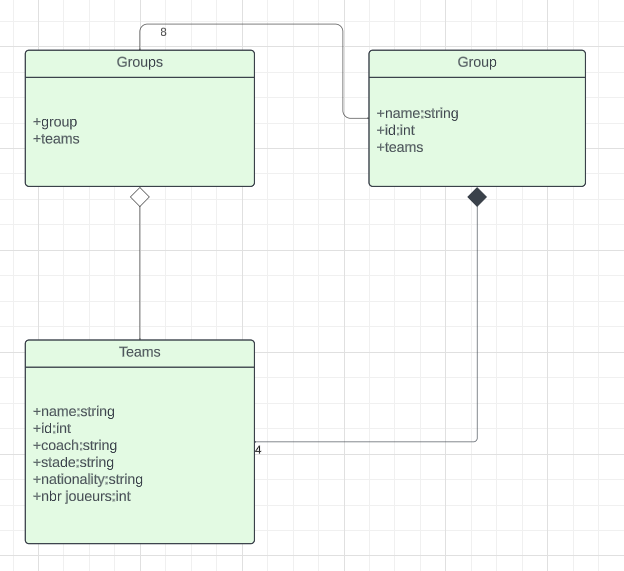 8
Groups
+group
+teams
Group
+name;string
+id;int
+teams
Teams
+name;string
+id;int
+coach;string
+stade;string
+nationality;string
+nbr joueurs;int
4